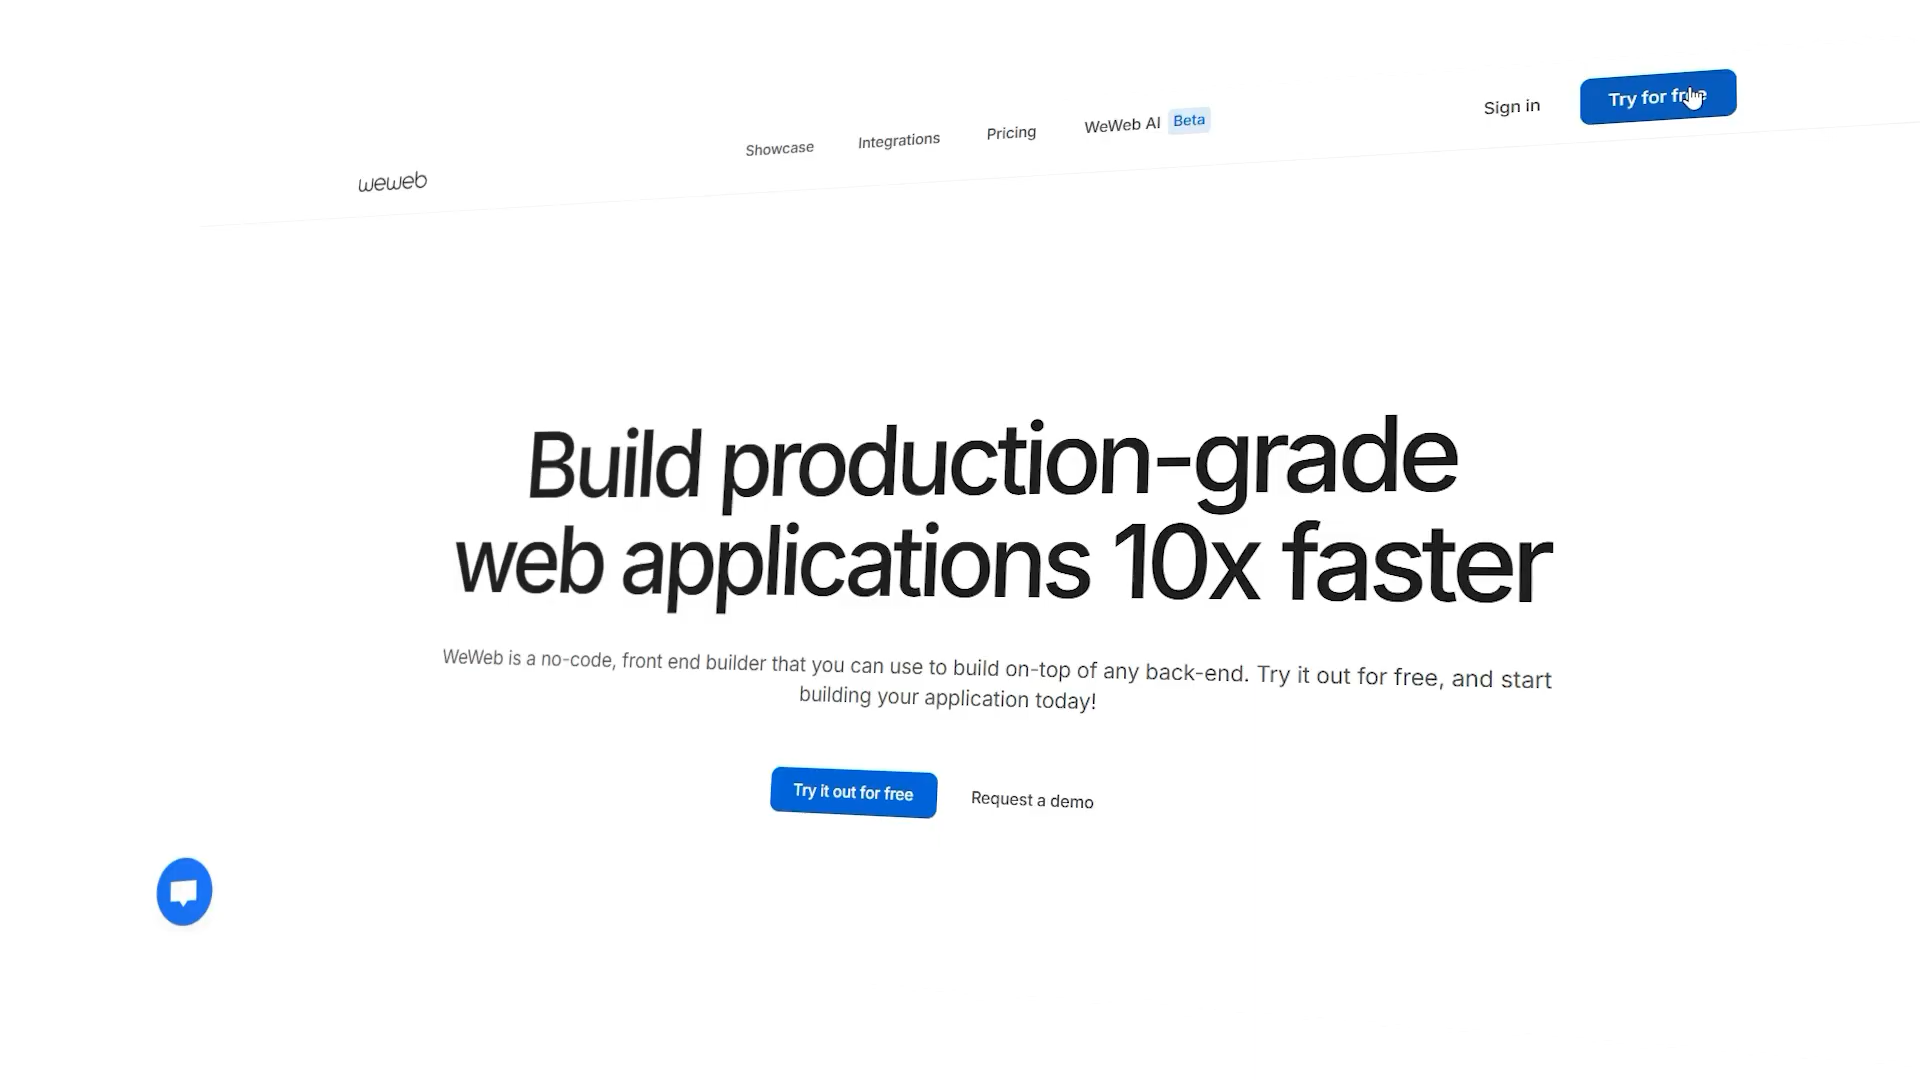 weweb
Showcase
Integrations
Pricing
WeWeb AI Beta
Sign in
Try for free
Build production-grade
web applications 10x faster
WeWeb is a no-code, front end builder that you can use to build on-top of any back-end. Try it out for free, and start
building your application today!
Try it out for free
Request a demo